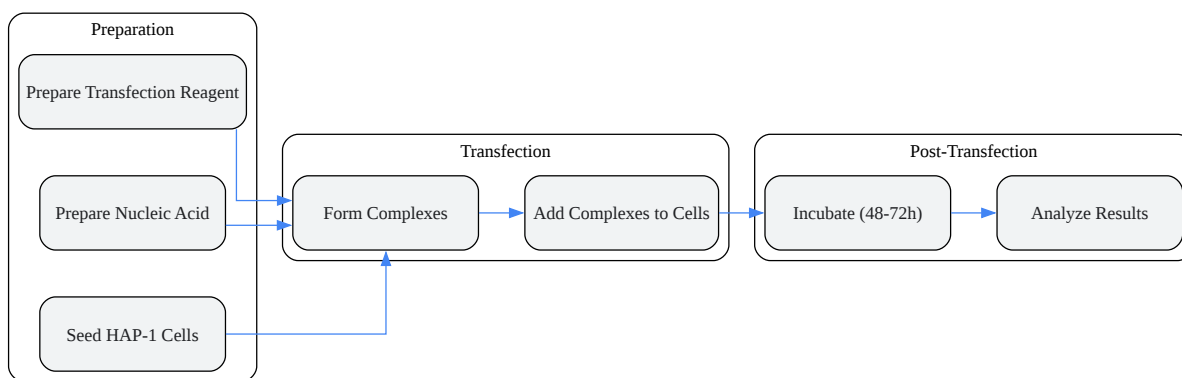 Preparation
Prepare Transfection Reagent
Prepare Nucleic Acid
Seed HAP-1 Cells
Transfection
Form Complexes
Add Complexes to Cells
Post-Transfection
Incubate (48-72h)
Analyze Results